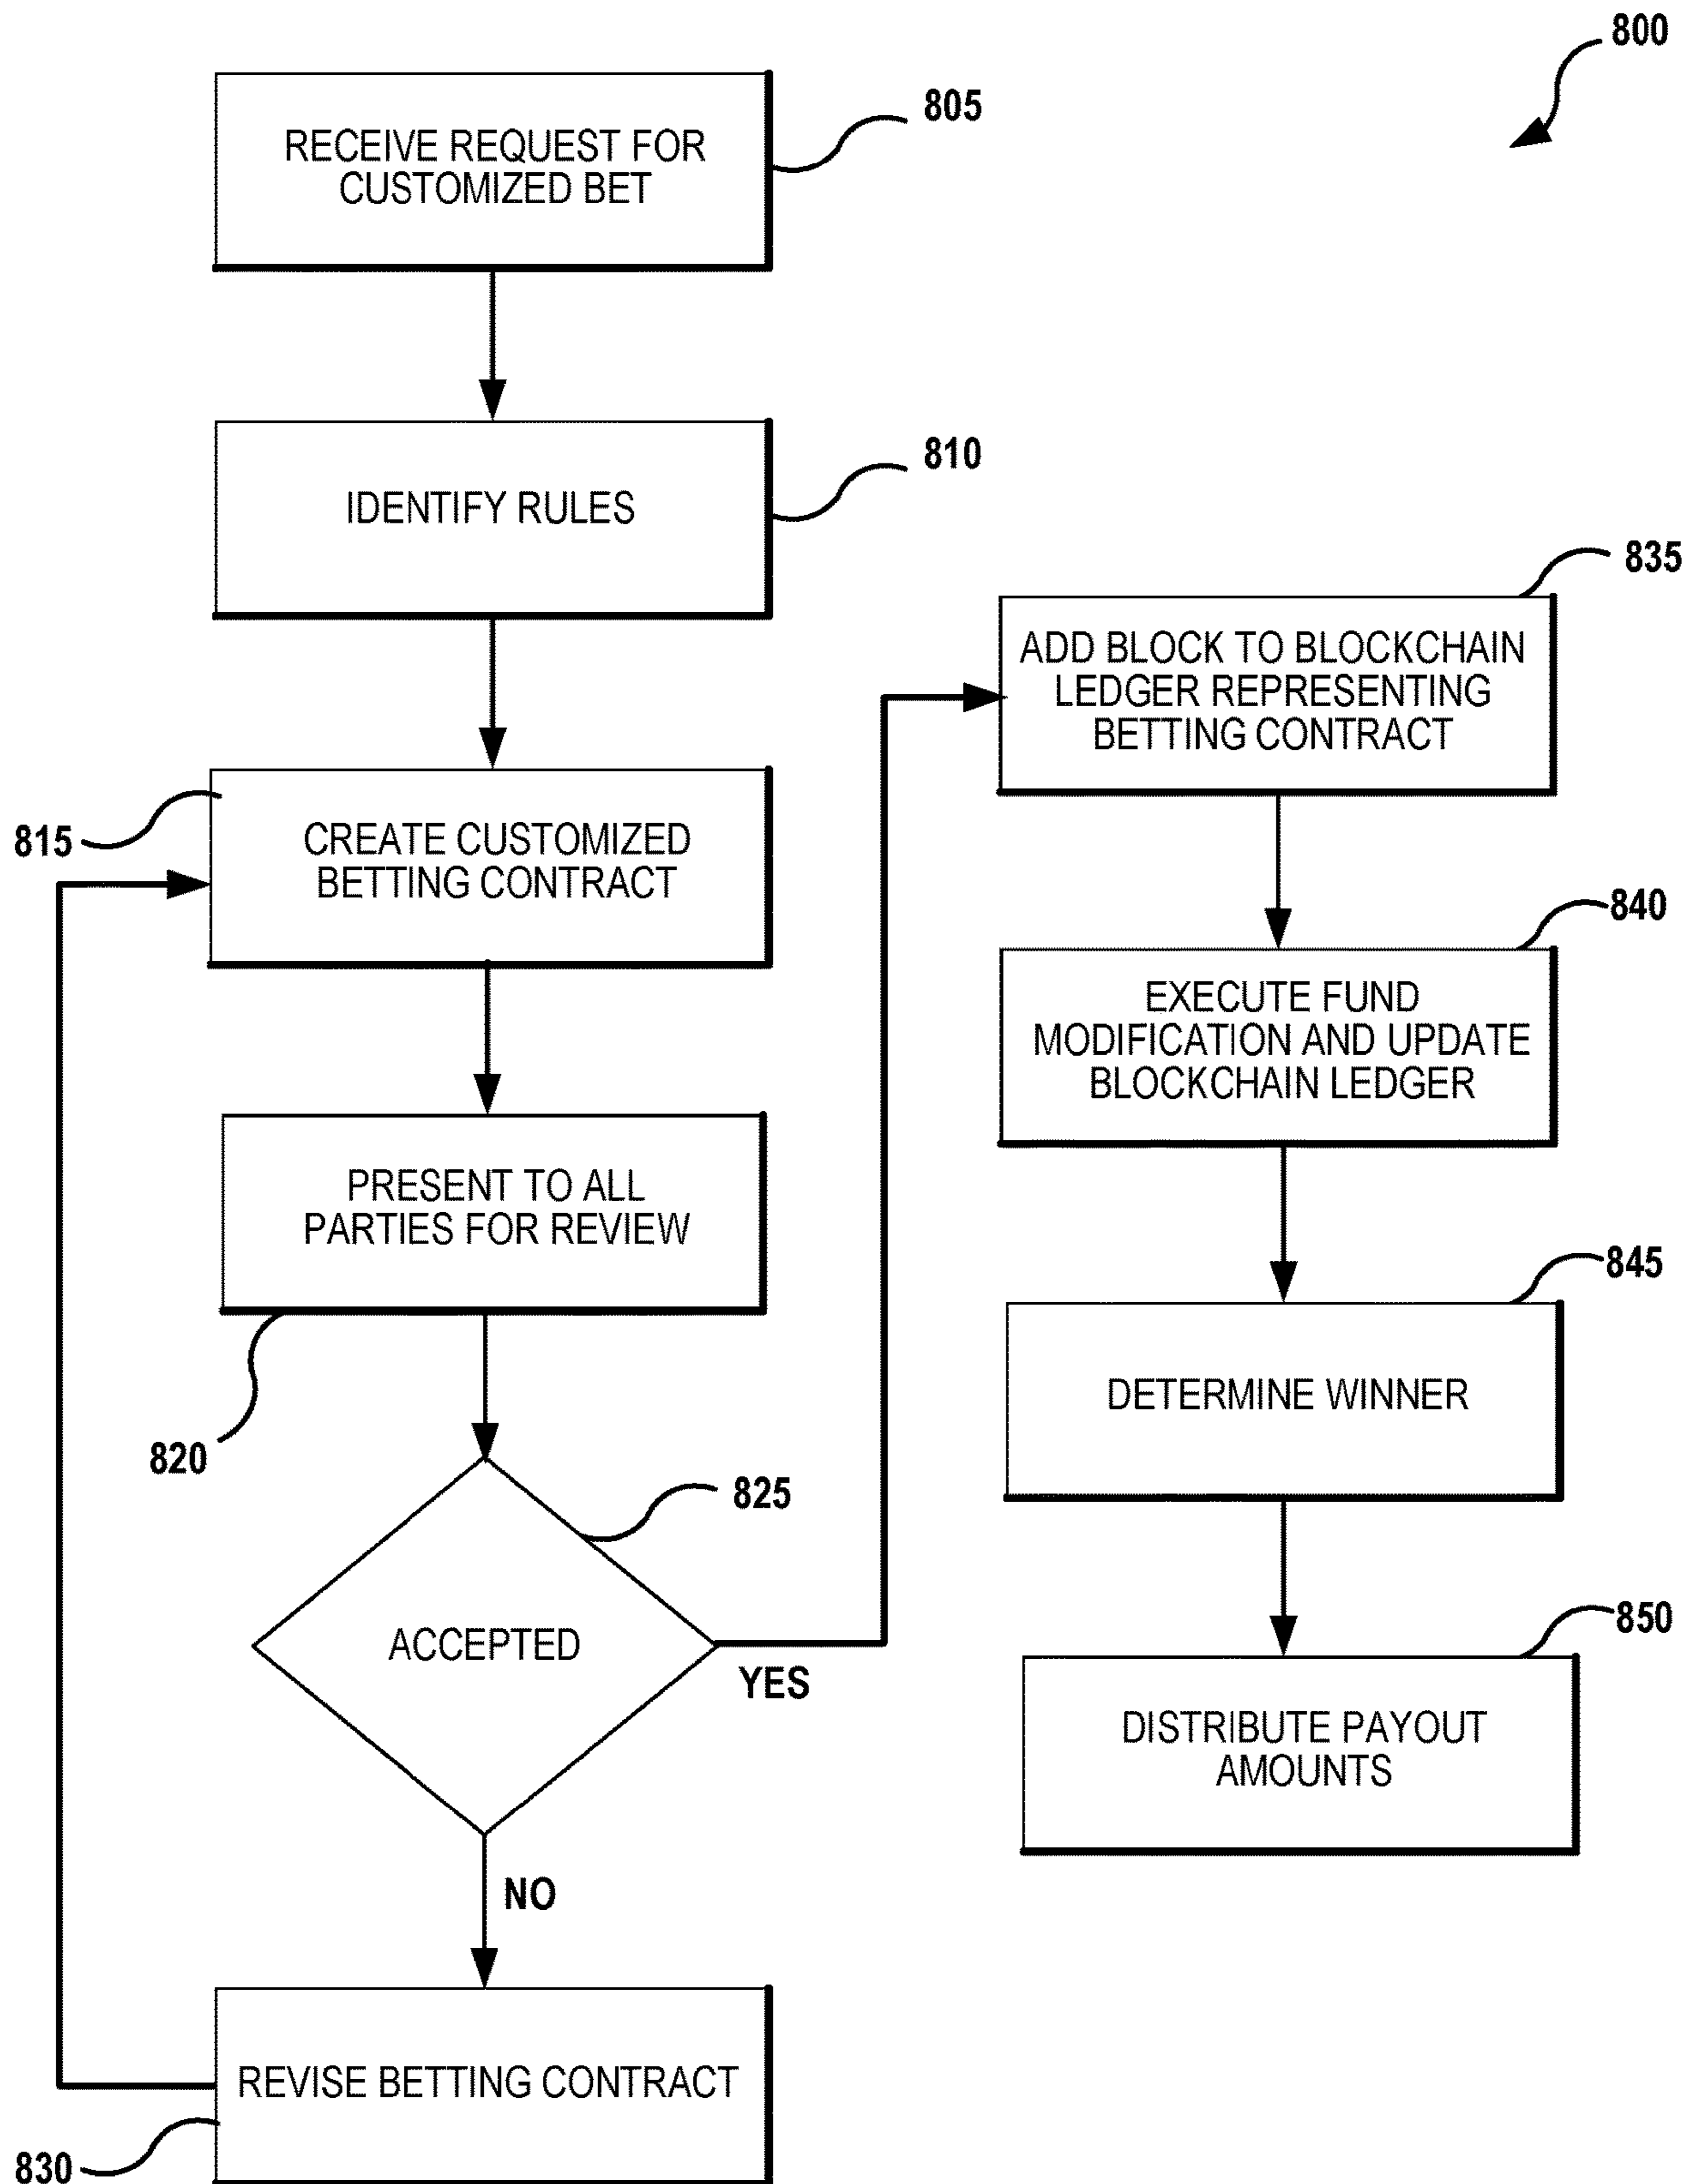 800
805
RECEIVE REQUEST FOR
CUSTOMIZED BET
810
IDENTIFY RULES
815
CREATE CUSTOMIZED
BETTING CONTRACT
PRESENT TO ALL
PARTIES FOR REVIEW
820
825
ACCEPTED
YES
NO
REVISE BETTING CONTRACT
830
835
ADD BLOCK TO BLOCKCHAIN
LEDGER REPRESENTING
BETTING CONTRACT
840
EXECUTE FUND
MODIFICATION AND UPDATE
BLOCKCHAIN LEDGER
845
DETERMINE WINNER
850
DISTRIBUTE PAYOUT
AMOUNTS